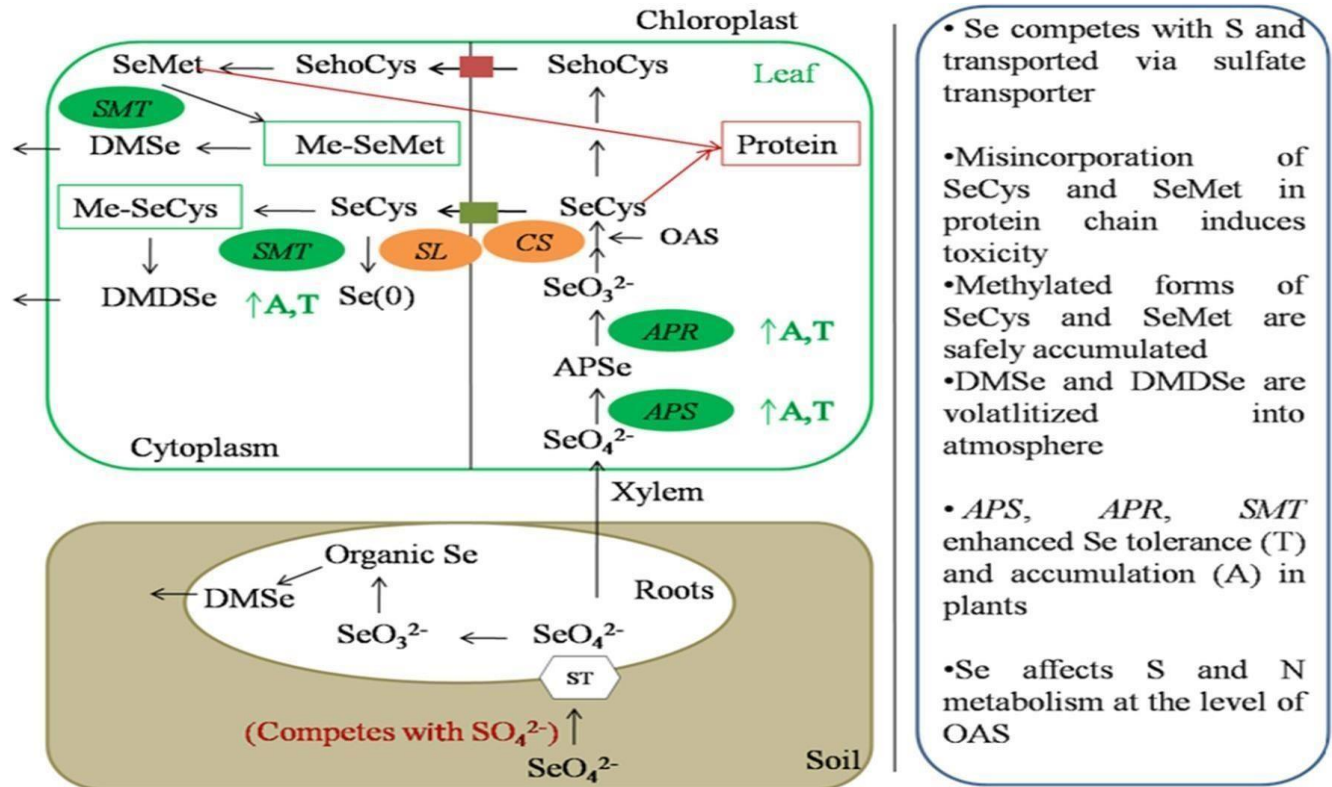 Chloroplast
SeMet ← SehoCys ← SehoCys
Leaf
SMT
DMSe ← Me-SeMet
Protein
Me-SeCys ← SeCys ← SeCys
SMT
SL
CS
← OAS
DMDSe
↑A,T
Se(0)
SeO₃²⁻
APR ↑A,T
APSe
APS ↑A,T
SeO₄²⁻
Cytoplasm
Xylem
Organic Se
DMSe
Roots
SeO₃²⁻ ← SeO₄²⁻
ST
(Competes with SO₄²⁻)
Soil
SeO₄²⁻
• Se competes with S and
transported via sulfate
transporter
•Misincorporation of
SeCys and SeMet in
protein chain induces
toxicity
•Methylated forms of
SeCys and SeMet are
safely accumulated
•DMSe and DMDSe are
volatlitized into
atmosphere
• APS, APR, SMT
enhanced Se tolerance (T)
and accumulation (A) in
plants
•Se affects S and N
metabolism at the level of
OAS